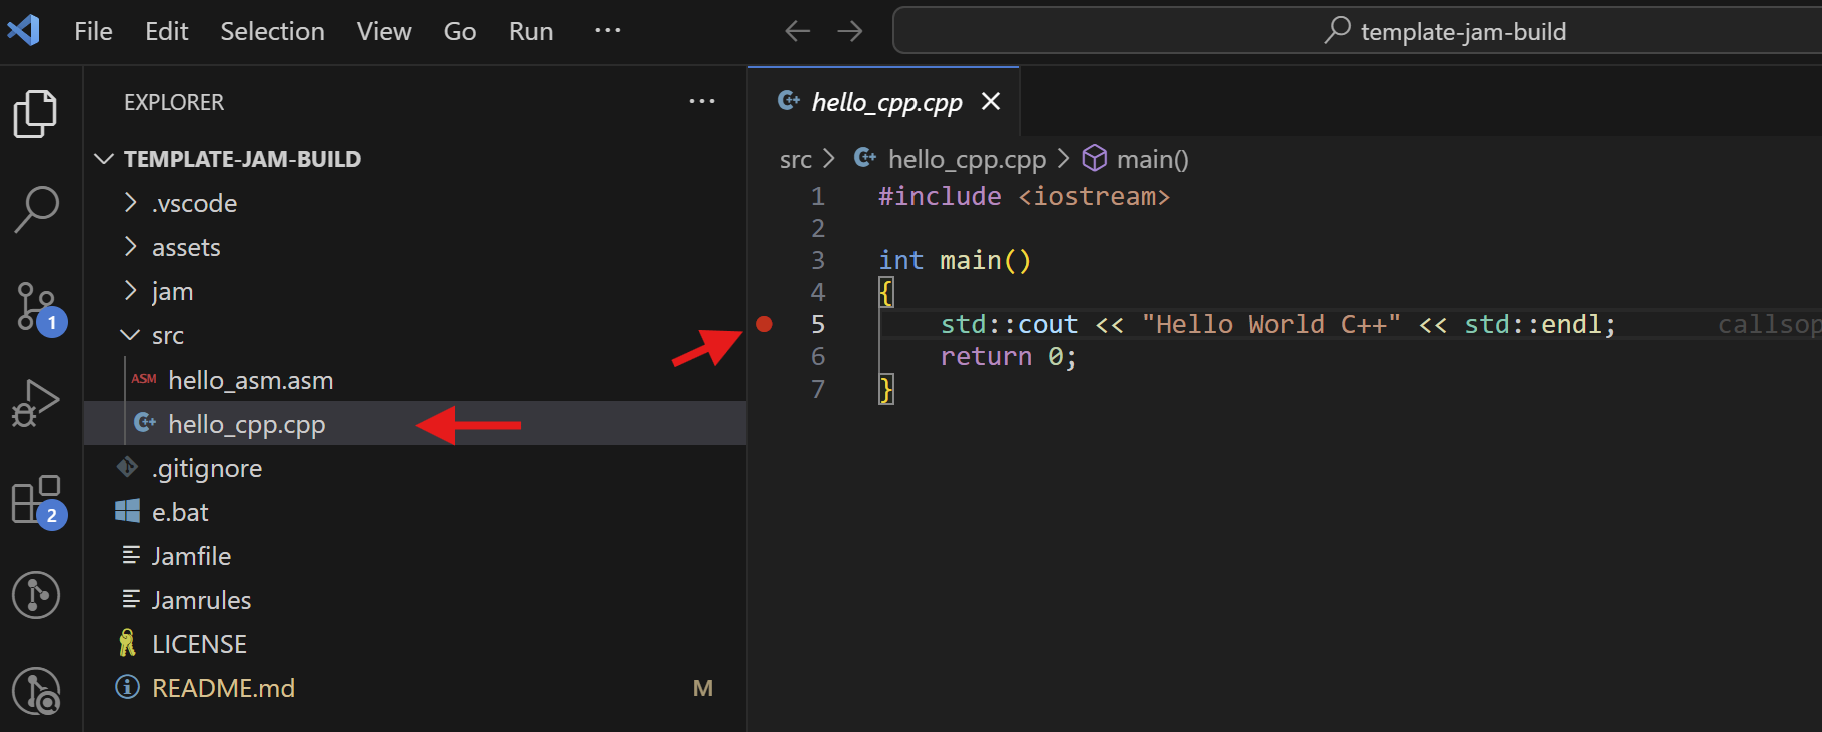 File Edit Selection View Go Run ··· template-jam-build
EXPLORER ···
TEMPLATE-JAM-BUILD
.vscode
assets
jam
src
ASM hello_asm.asm
hello_cpp.cpp
.gitignore
e.bat
Jamfile
Jamrules
LICENSE
README.md M
1
2
hello_cpp.cpp
src > hello_cpp.cpp > main()
1 #include <iostream>
2
3 int main()
4 {
5 std::cout << "Hello World C++" << std::endl; callsop
6 return 0;
7 }